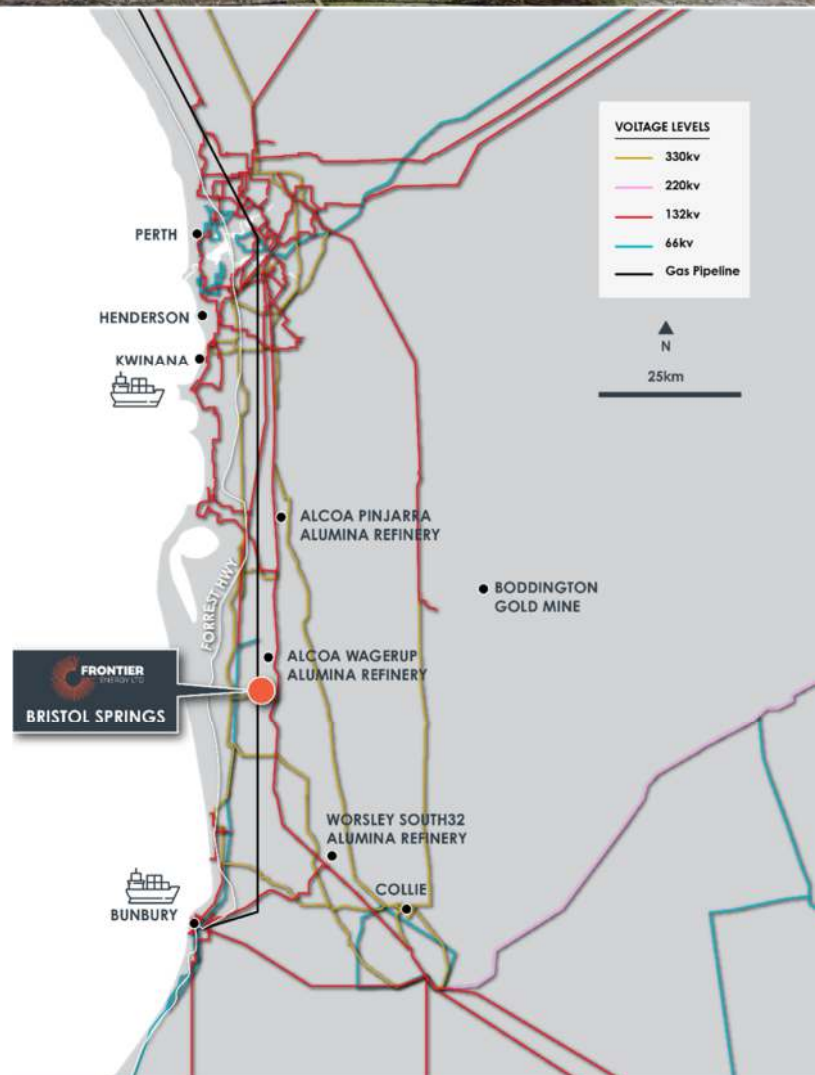 VOLTAGE LEVELS
330kv
220kv
132kv
66kv
Gas Pipeline
N
25km
PERTH
HENDERSON
KWINANA
ALCOA PINJARRA
ALUMINA REFINERY
BODDINGTON
GOLD MINE
FORREST HWY
ALCOA WAGERUP
ALUMINA REFINERY
FRONTIER
ENERGY LTD
BRISTOL SPRINGS
WORSLEY SOUTH32
ALUMINA REFINERY
COLLIE
BUNBURY